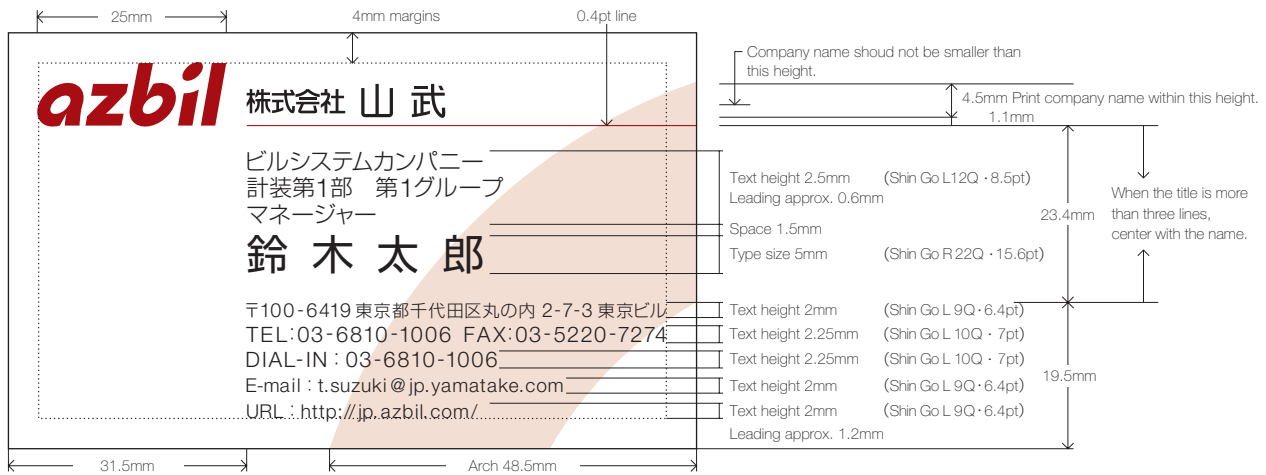 25mm
4mm margins
0.4pt line
Company name shoud not be smaller than
this height.
azbil 株式会社 山 武
4.5mm Print company name within this height.
1.1mm
ビルシステムカンパニー
計装第1部　第1グループ
マネージャー
鈴 木 太 郎
Text height 2.5mm (Shin Go L12Q・8.5pt)
Leading approx. 0.6mm
Space 1.5mm
Type size 5mm (Shin Go R 22Q・15.6pt)
23.4mm
When the title is more
than three lines,
center with the name.
〒100-6419 東京都千代田区丸の内 2-7-3 東京ビル
TEL:03-6810-1006 FAX:03-5220-7274
DIAL-IN : 03-6810-1006
E-mail : t.suzuki@jp.yamatake.com
URL : http://jp.azbil.com/
Text height 2mm (Shin Go L 9Q・6.4pt)
Text height 2.25mm (Shin Go L 10Q・7pt)
Text height 2.25mm (Shin Go L 10Q・7pt)
Text height 2mm (Shin Go L 9Q・6.4pt)
Text height 2mm (Shin Go L 9Q・6.4pt)
Leading approx. 1.2mm
19.5mm
31.5mm
Arch 48.5mm